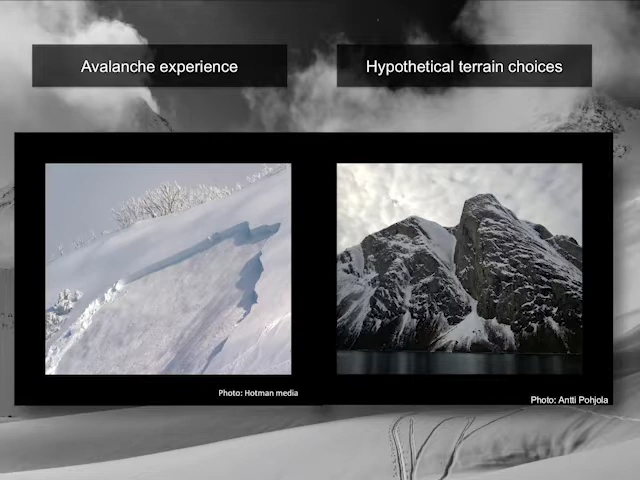 Avalanche experience
Hypothetical terrain choices
Photo: Hotman media
Photo: Antti Pohjola